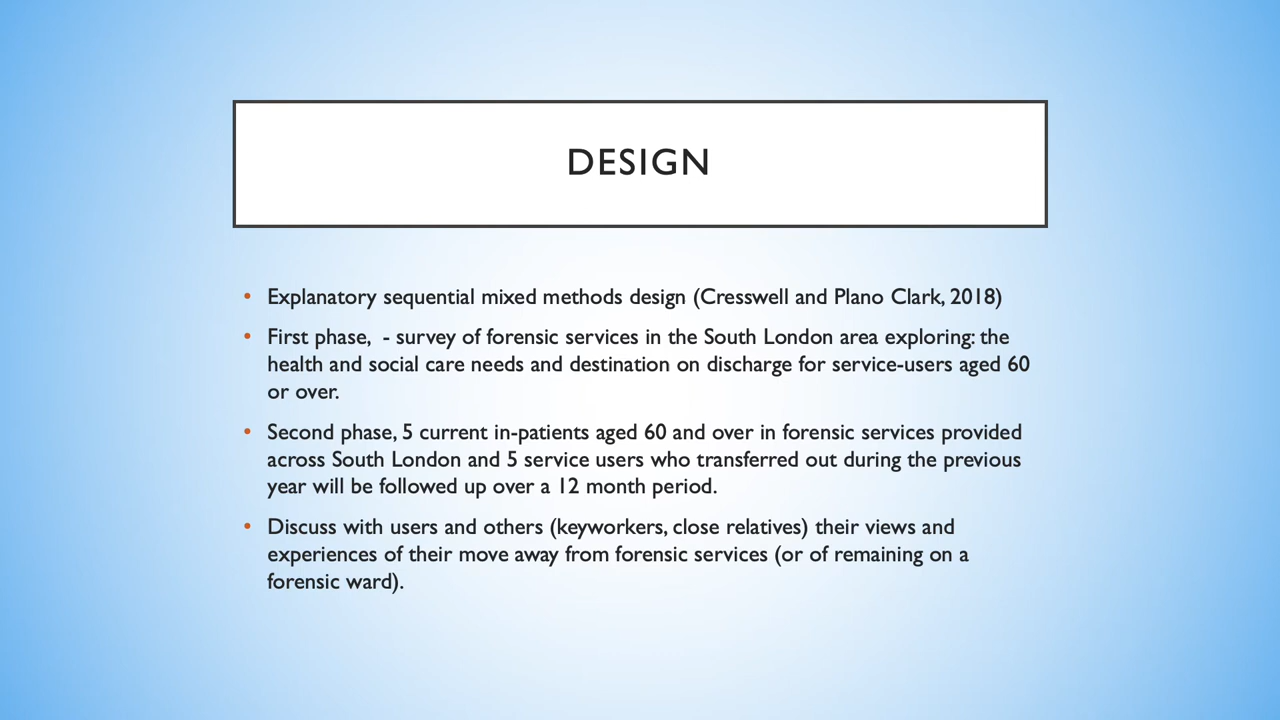 DESIGN
• Explanatory sequential mixed methods design (Cresswell and Plano Clark, 2018)
• First phase,  - survey of forensic services in the South London area exploring: the
health and social care needs and destination on discharge for service-users aged 60
or over.
• Second phase, 5 current in-patients aged 60 and over in forensic services provided
across South London and 5 service users who transferred out during the previous
year will be followed up over a 12 month period.
• Discuss with users and others (keyworkers, close relatives) their views and
experiences of their move away from forensic services (or of remaining on a
forensic ward).